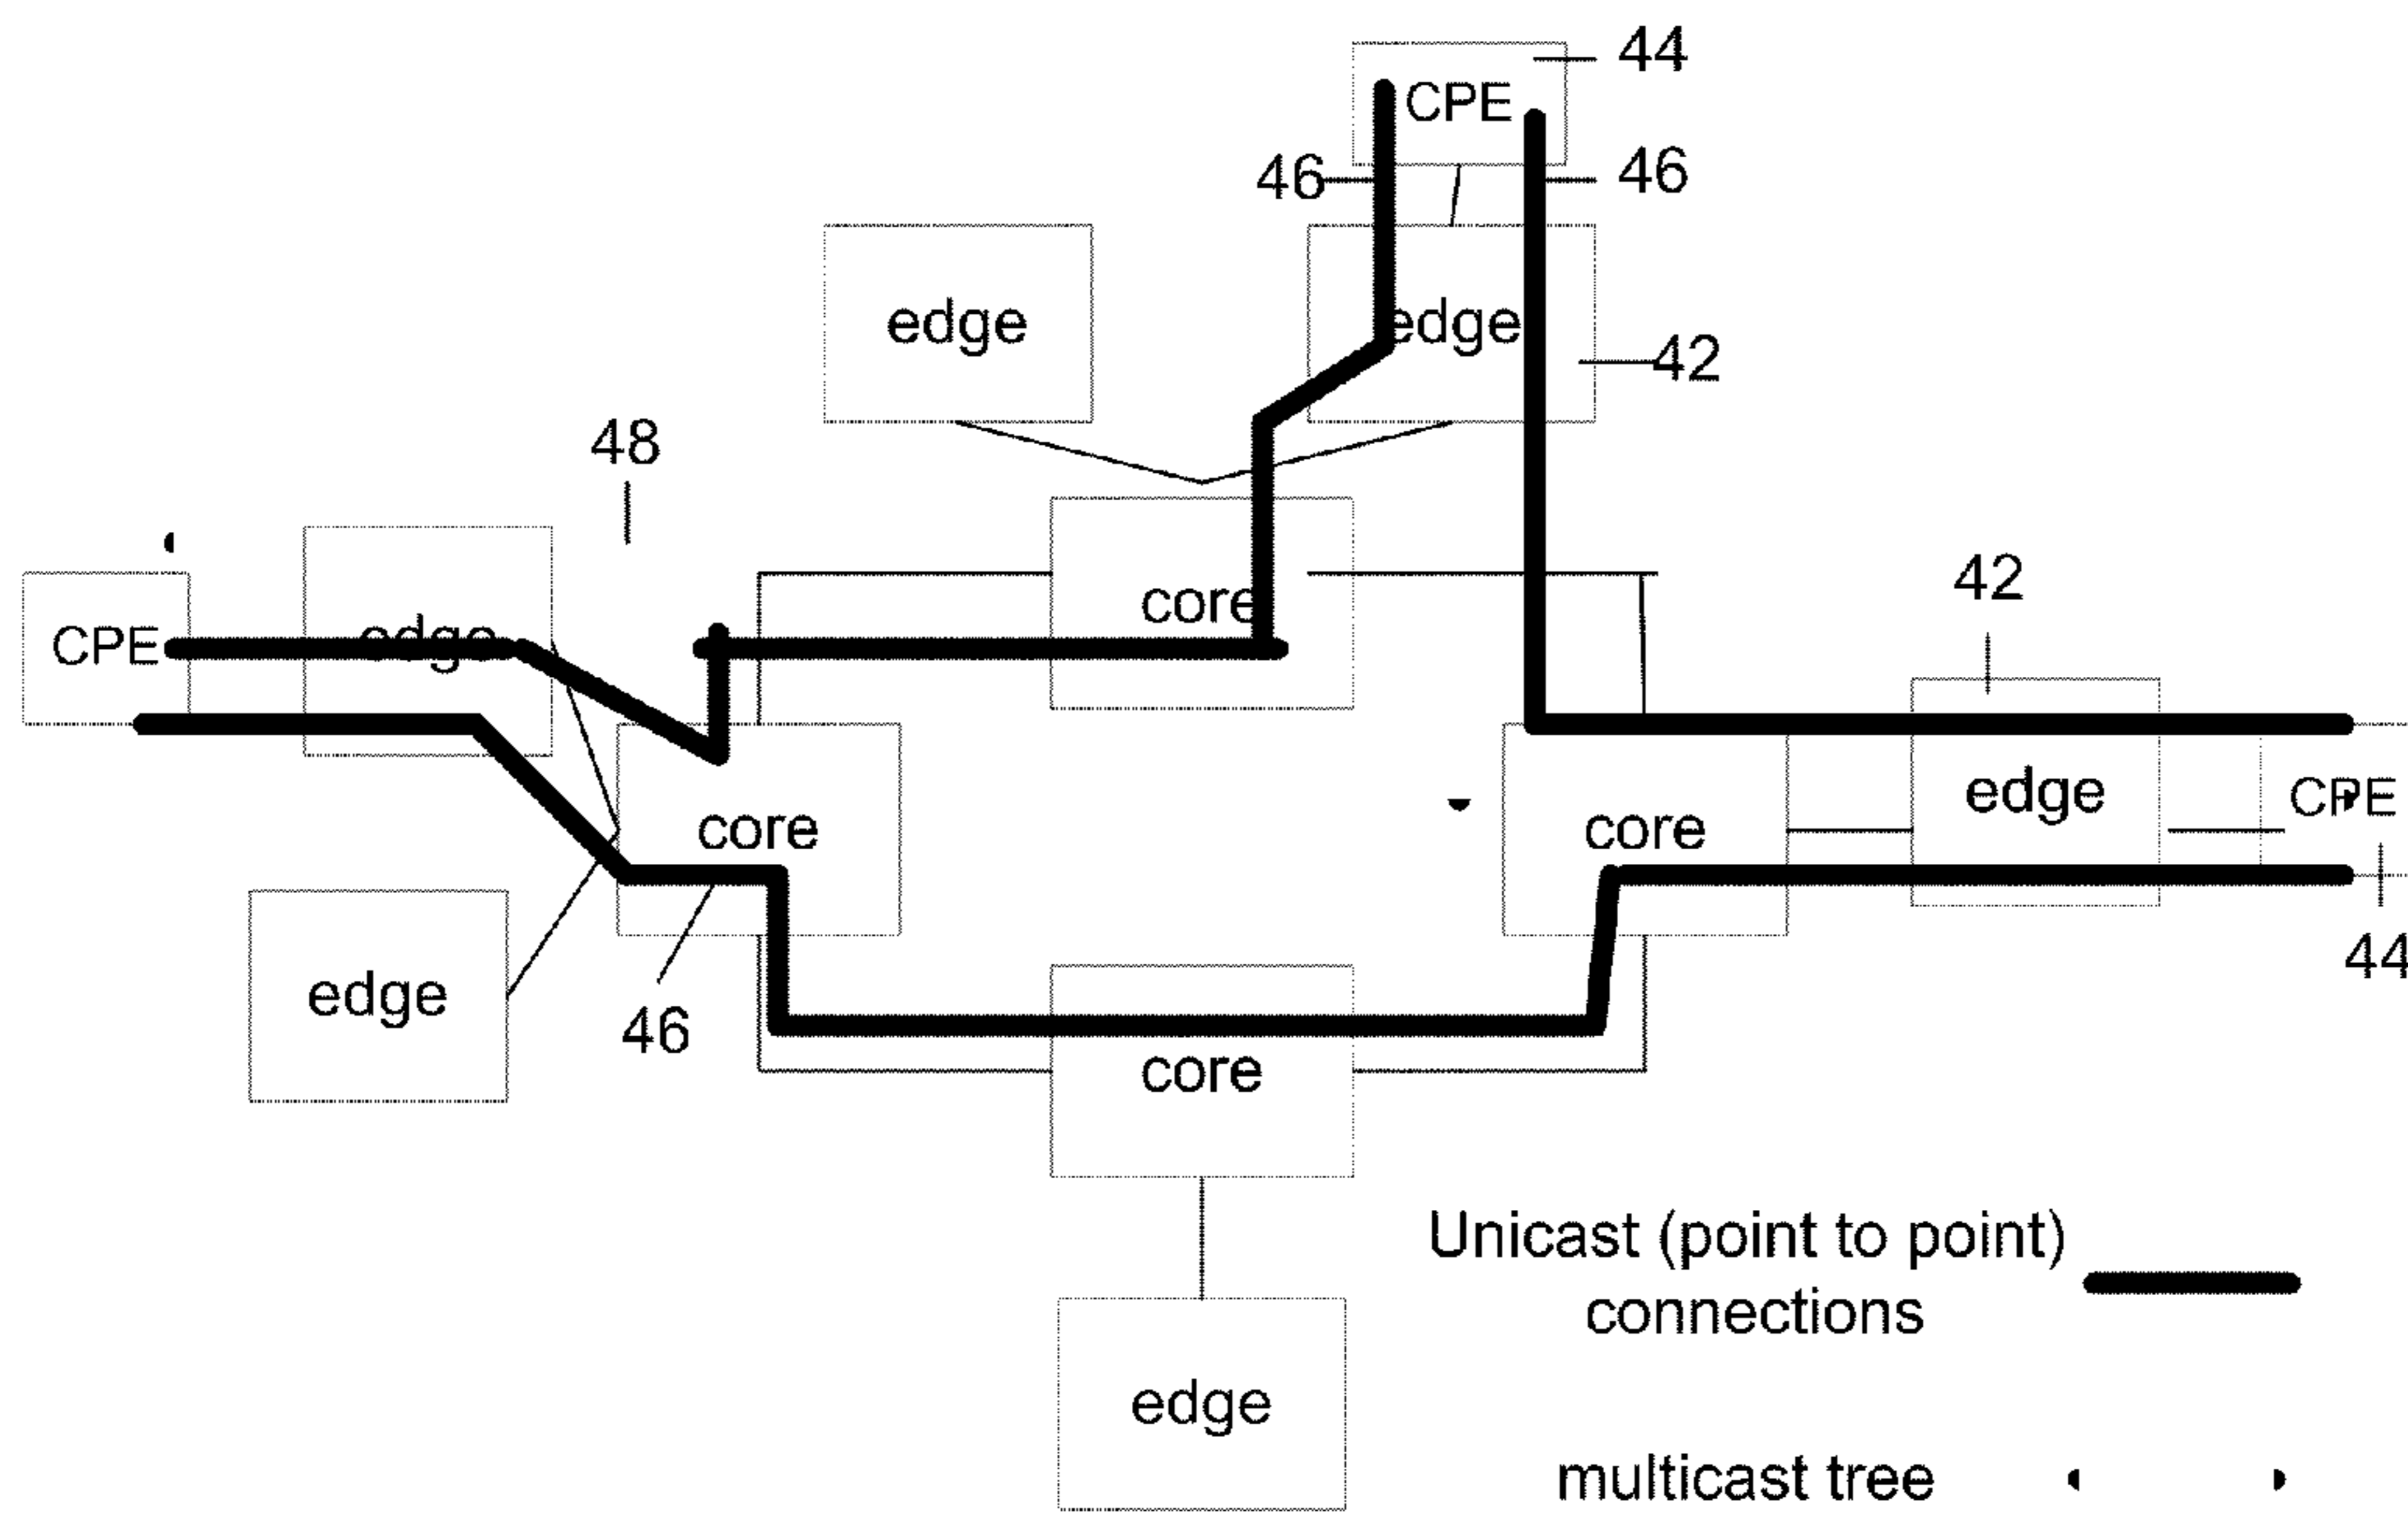 44
CPE
46
46
edge
edge
42
48
42
CPE
edge
core
core
core
edge
CPE
edge
46
core
44
Unicast (point to point)
connections
edge
multicast tree